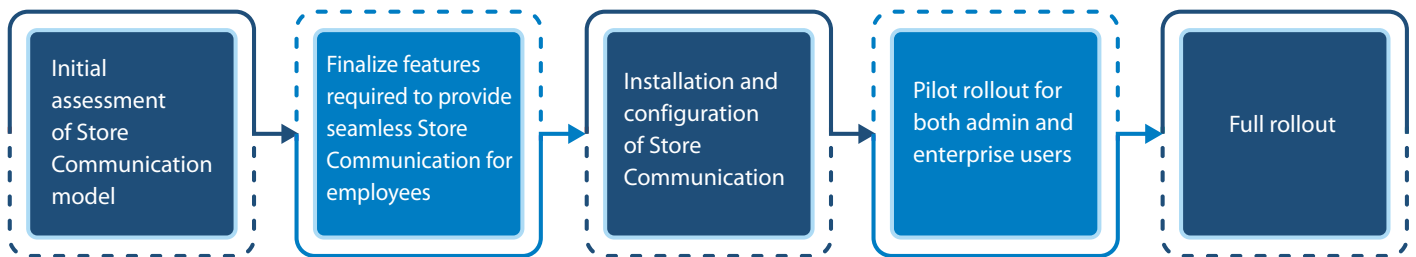 Initial
assessment
of Store
Communication
model
Finalize features
required to provide
seamless Store
Communication for
employees
Installation and
configuration
of Store
Communication
Pilot rollout for
both admin and
enterprise users
Full rollout